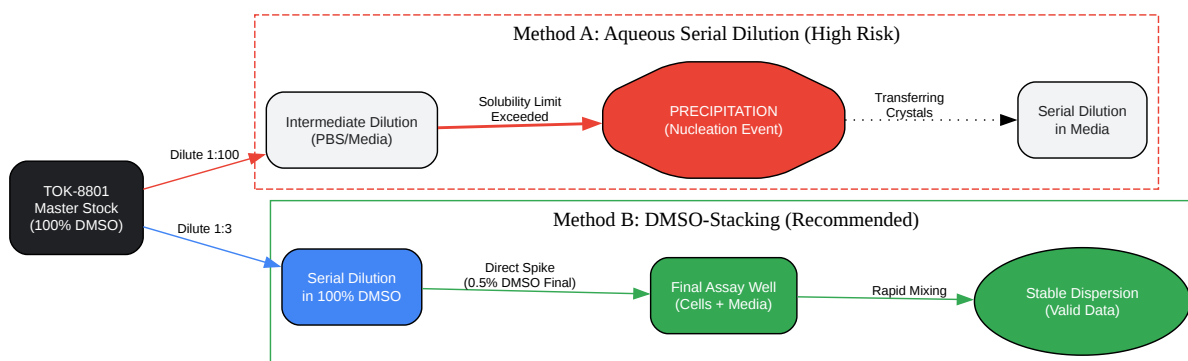 Method A: Aqueous Serial Dilution (High Risk)
Solubility Limit
Exceeded
Transferring
Crystals
Intermediate Dilution
(PBS/Media)
PRECIPITATION
(Nucleation Event)
Serial Dilution
in Media
Dilute 1:100
TOK-8801
Master Stock
(100% DMSO)
Dilute 1:3
Method B: DMSO-Stacking (Recommended)
Serial Dilution
in 100% DMSO
Direct Spike
(0.5% DMSO Final)
Final Assay Well
(Cells + Media)
Rapid Mixing
Stable Dispersion
(Valid Data)